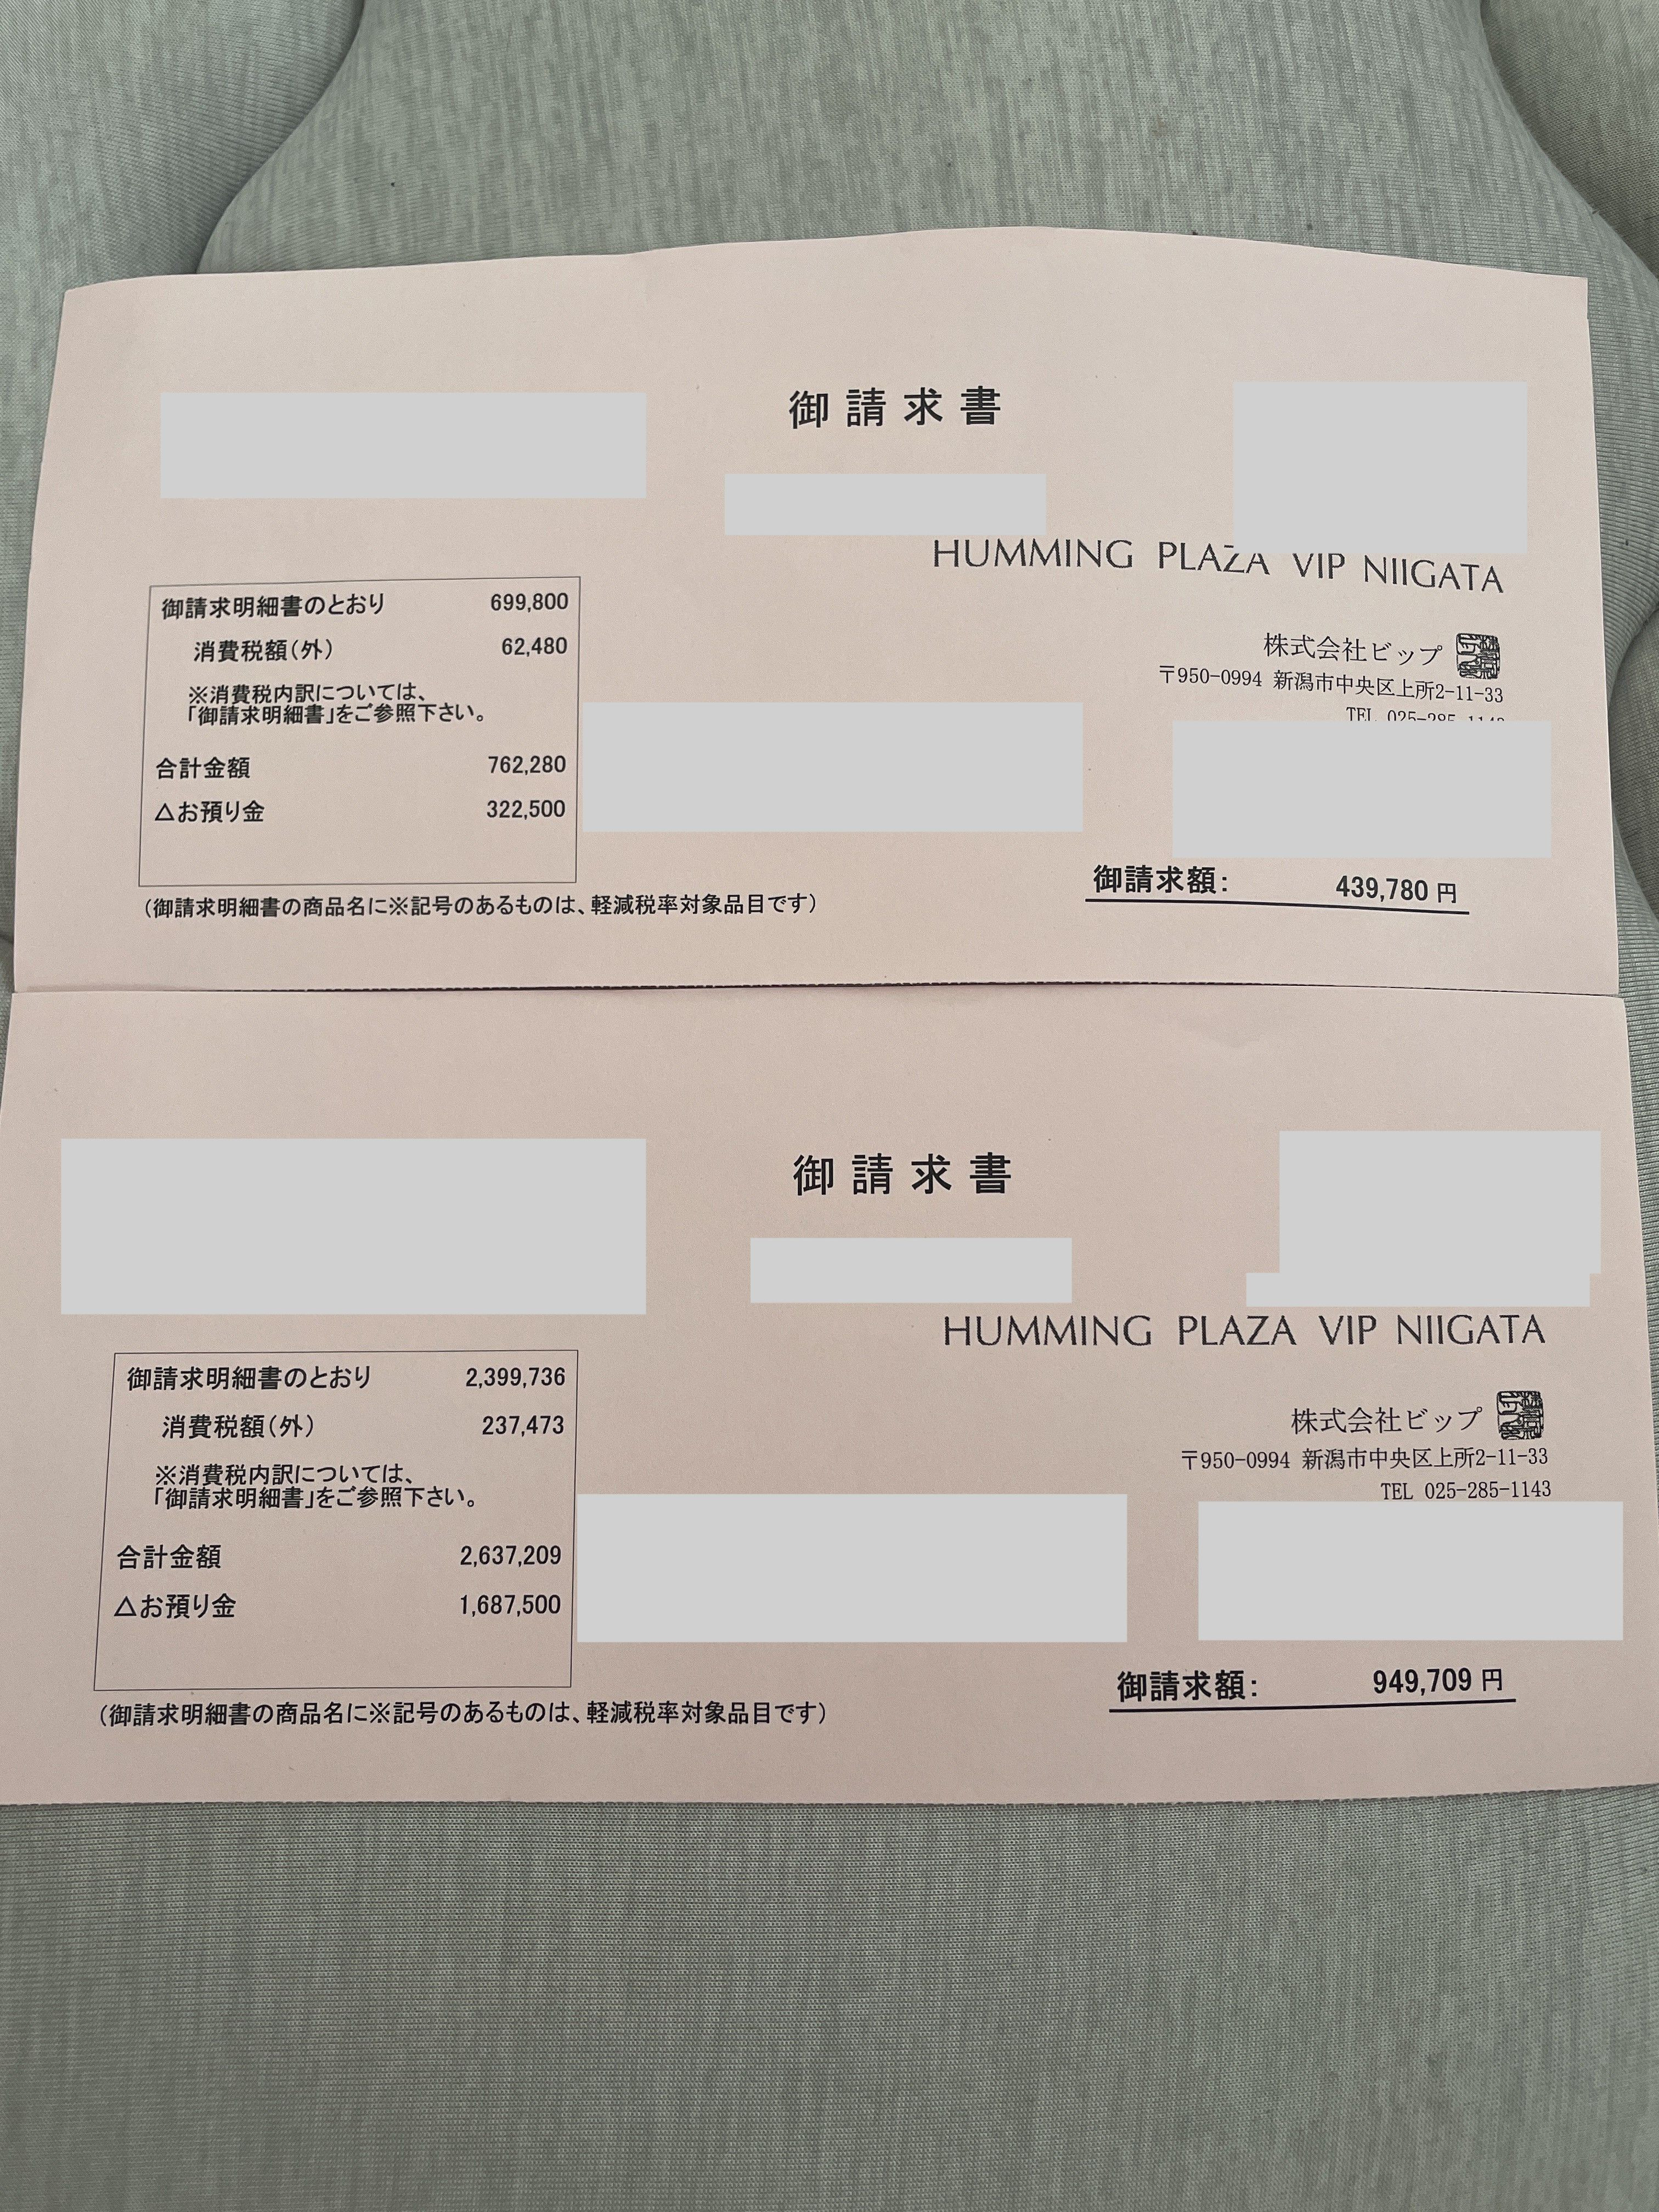 御請求書
HUMMING PLAZA VIP NIIGATA
御請求明細書のとおり 699,800
消費税額(外) 62,480
※消費税内訳については、
「御請求明細書」をご参照下さい。
合計金額 762,280
△お預り金 322,500
株式会社ビップ
〒950-0994 新潟市中央区上所2-11-33
TEL 025-285-1143
御請求額: 439,780 円
(御請求明細書の商品名に※記号のあるものは、軽減税率対象品目です)
御請求書
HUMMING PLAZA VIP NIIGATA
御請求明細書のとおり 2,399,736
消費税額(外) 237,473
※消費税内訳については、
「御請求明細書」をご参照下さい。
合計金額 2,637,209
△お預り金 1,687,500
株式会社ビップ
〒950-0994 新潟市中央区上所2-11-33
TEL 025-285-1143
御請求額: 949,709 円
(御請求明細書の商品名に※記号のあるものは、軽減税率対象品目です)